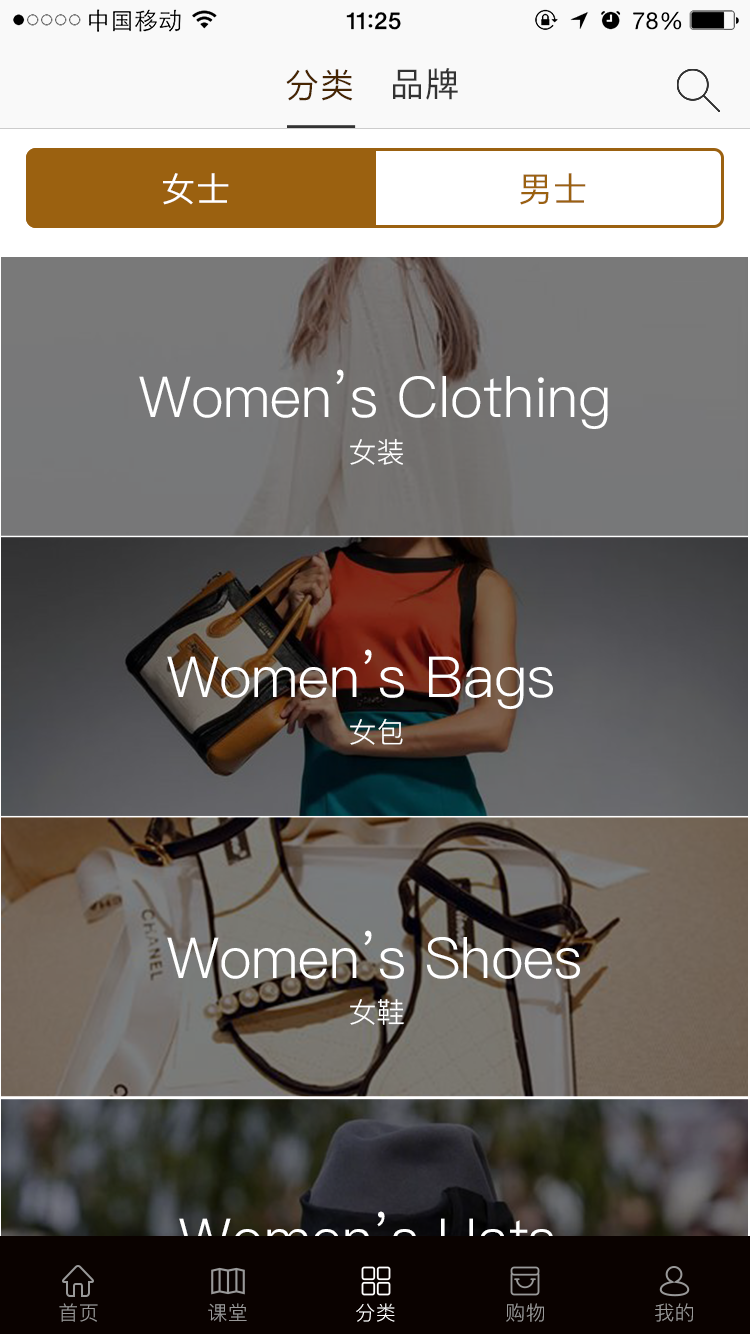 中国移动 11:25 78%
分类 品牌
女士 男士
Women's Clothing
女装
Women's Bags
女包
CHANEL
Women's Shoes
女鞋
Women's Hats
首页 课堂 分类 购物 我的